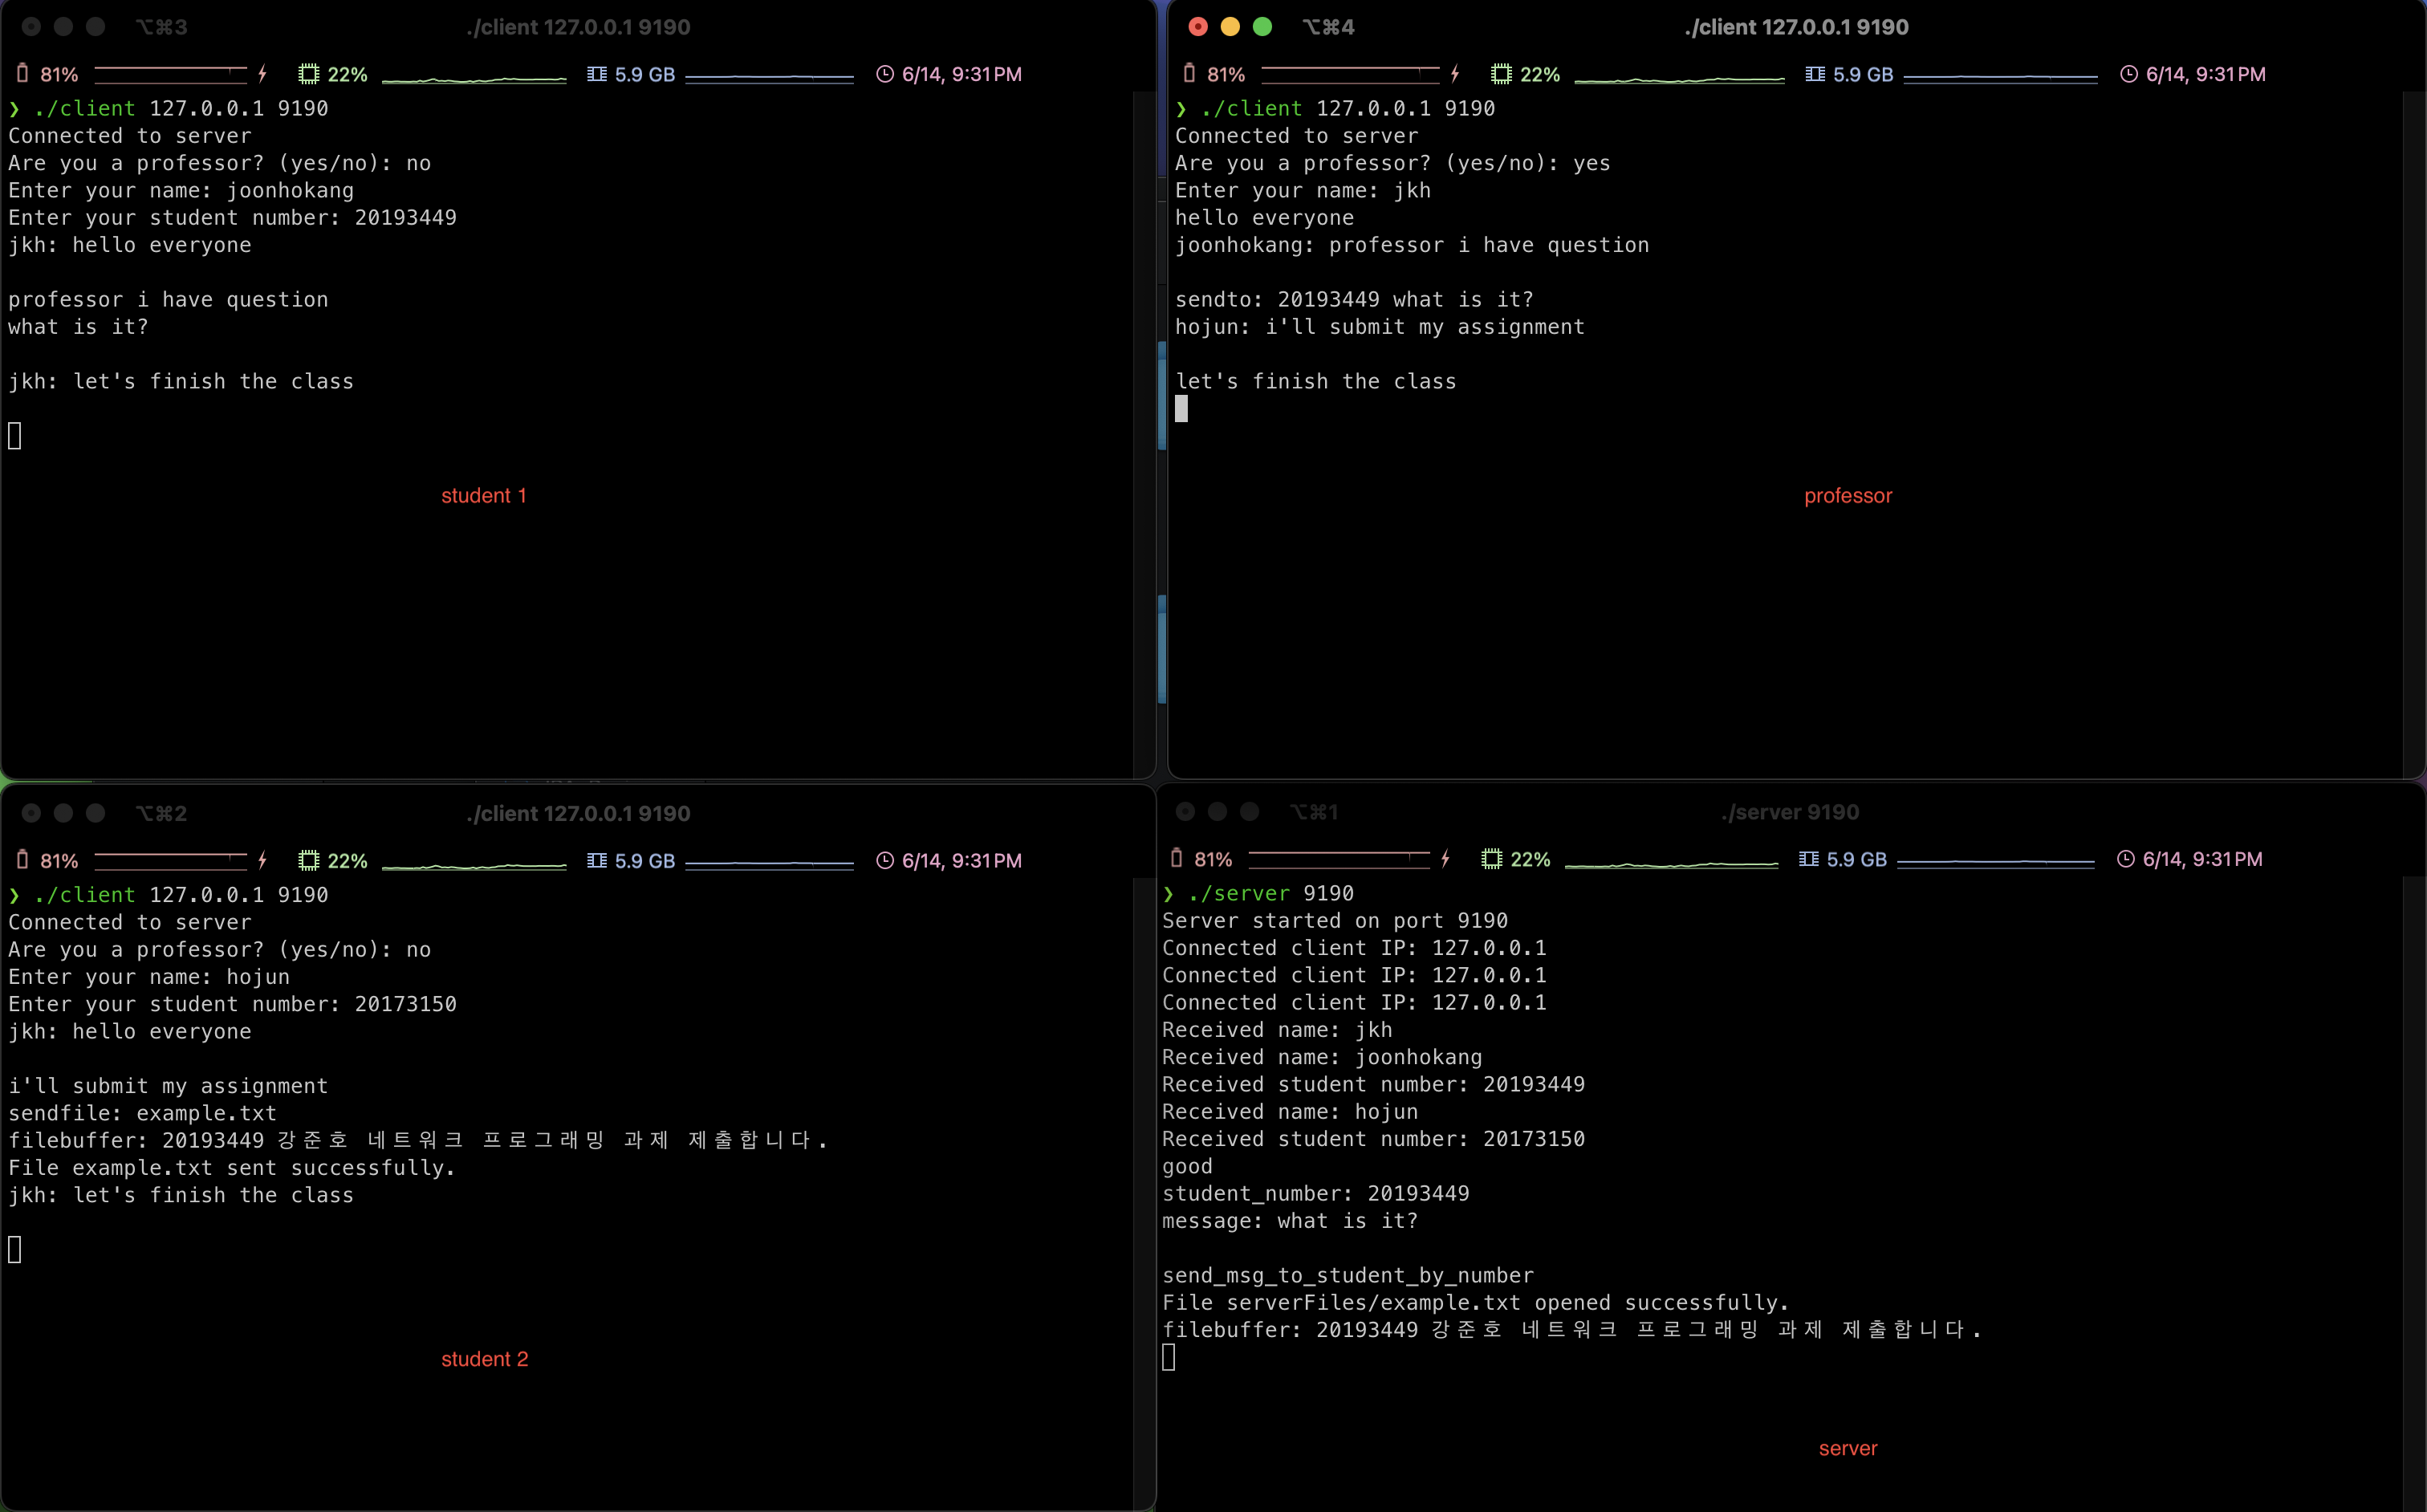 ⌥⌘3 ./client 127.0.0.1 9190
81% 22% 5.9 GB 6/14, 9:31 PM
❯ ./client 127.0.0.1 9190
Connected to server
Are you a professor? (yes/no): no
Enter your name: joonhokang
Enter your student number: 20193449
jkh: hello everyone
professor i have question
what is it?
jkh: let's finish the class
student 1
⌥⌘4 ./client 127.0.0.1 9190
81% 22% 5.9 GB 6/14, 9:31 PM
❯ ./client 127.0.0.1 9190
Connected to server
Are you a professor? (yes/no): yes
Enter your name: jkh
hello everyone
joonhokang: professor i have question
sendto: 20193449 what is it?
hojun: i'll submit my assignment
let's finish the class
professor
⌥⌘2 ./client 127.0.0.1 9190
81% 22% 5.9 GB 6/14, 9:31 PM
❯ ./client 127.0.0.1 9190
Connected to server
Are you a professor? (yes/no): no
Enter your name: hojun
Enter your student number: 20173150
jkh: hello everyone
i'll submit my assignment
sendfile: example.txt
filebuffer: 20193449 강준호 네트워크 프로그래밍 과제 제출합니다.
File example.txt sent successfully.
jkh: let's finish the class
student 2
⌥⌘1 ./server 9190
81% 22% 5.9 GB 6/14, 9:31 PM
❯ ./server 9190
Server started on port 9190
Connected client IP: 127.0.0.1
Connected client IP: 127.0.0.1
Connected client IP: 127.0.0.1
Received name: jkh
Received name: joonhokang
Received student number: 20193449
Received name: hojun
Received student number: 20173150
good
student_number: 20193449
message: what is it?
send_msg_to_student_by_number
File serverFiles/example.txt opened successfully.
filebuffer: 20193449 강준호 네트워크 프로그래밍 과제 제출합니다.
server